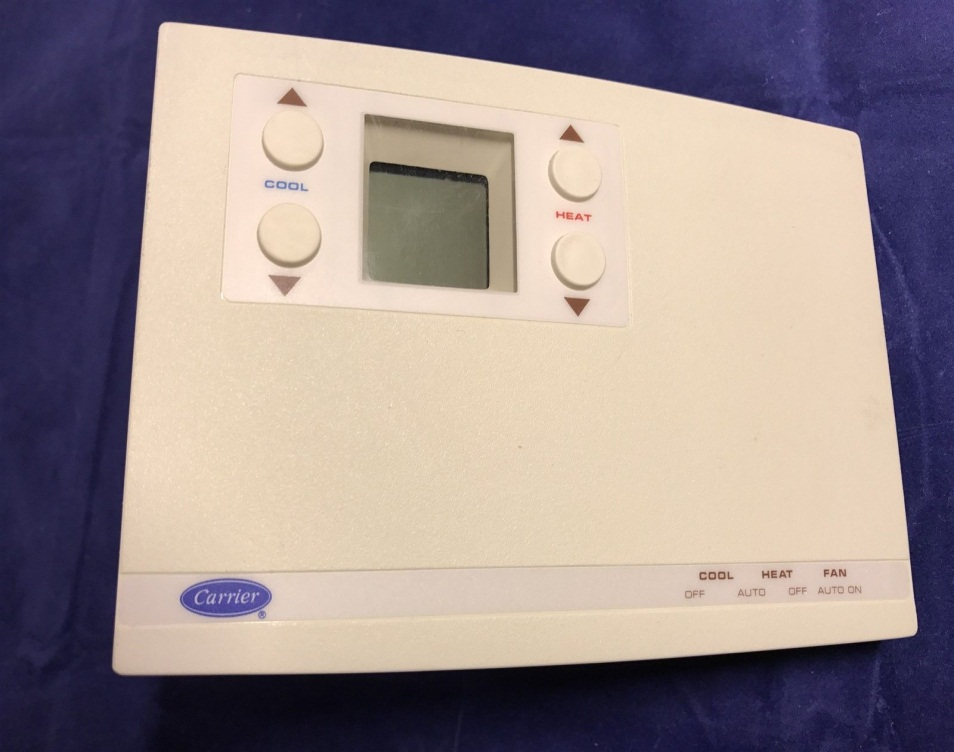 COOL
HEAT
Carrier
®
COOL HEAT FAN
OFF AUTO OFF AUTO ON